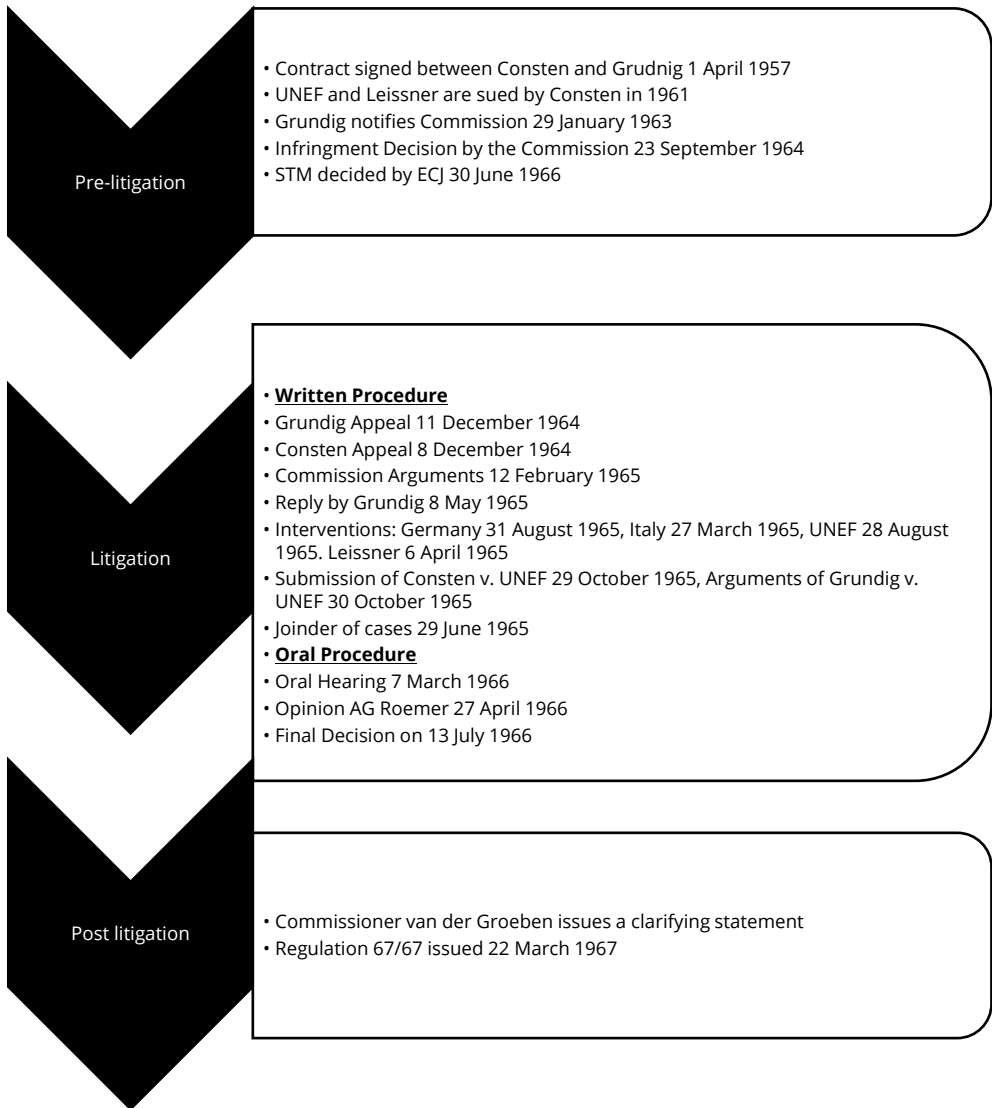 Pre-litigation
• Contract signed between Consten and Grudnig 1 April 1957
• UNEF and Leissner are sued by Consten in 1961
• Grundig notifies Commission 29 January 1963
• Infringment Decision by the Commission 23 September 1964
• STM decided by ECJ 30 June 1966
Litigation
• Written Procedure
• Grundig Appeal 11 December 1964
• Consten Appeal 8 December 1964
• Commission Arguments 12 February 1965
• Reply by Grundig 8 May 1965
• Interventions: Germany 31 August 1965, Italy 27 March 1965, UNEF 28 August
1965. Leissner 6 April 1965
• Submission of Consten v. UNEF 29 October 1965, Arguments of Grundig v.
UNEF 30 October 1965
• Joinder of cases 29 June 1965
• Oral Procedure
• Oral Hearing 7 March 1966
• Opinion AG Roemer 27 April 1966
• Final Decision on 13 July 1966
Post litigation
• Commissioner van der Groeben issues a clarifying statement
• Regulation 67/67 issued 22 March 1967